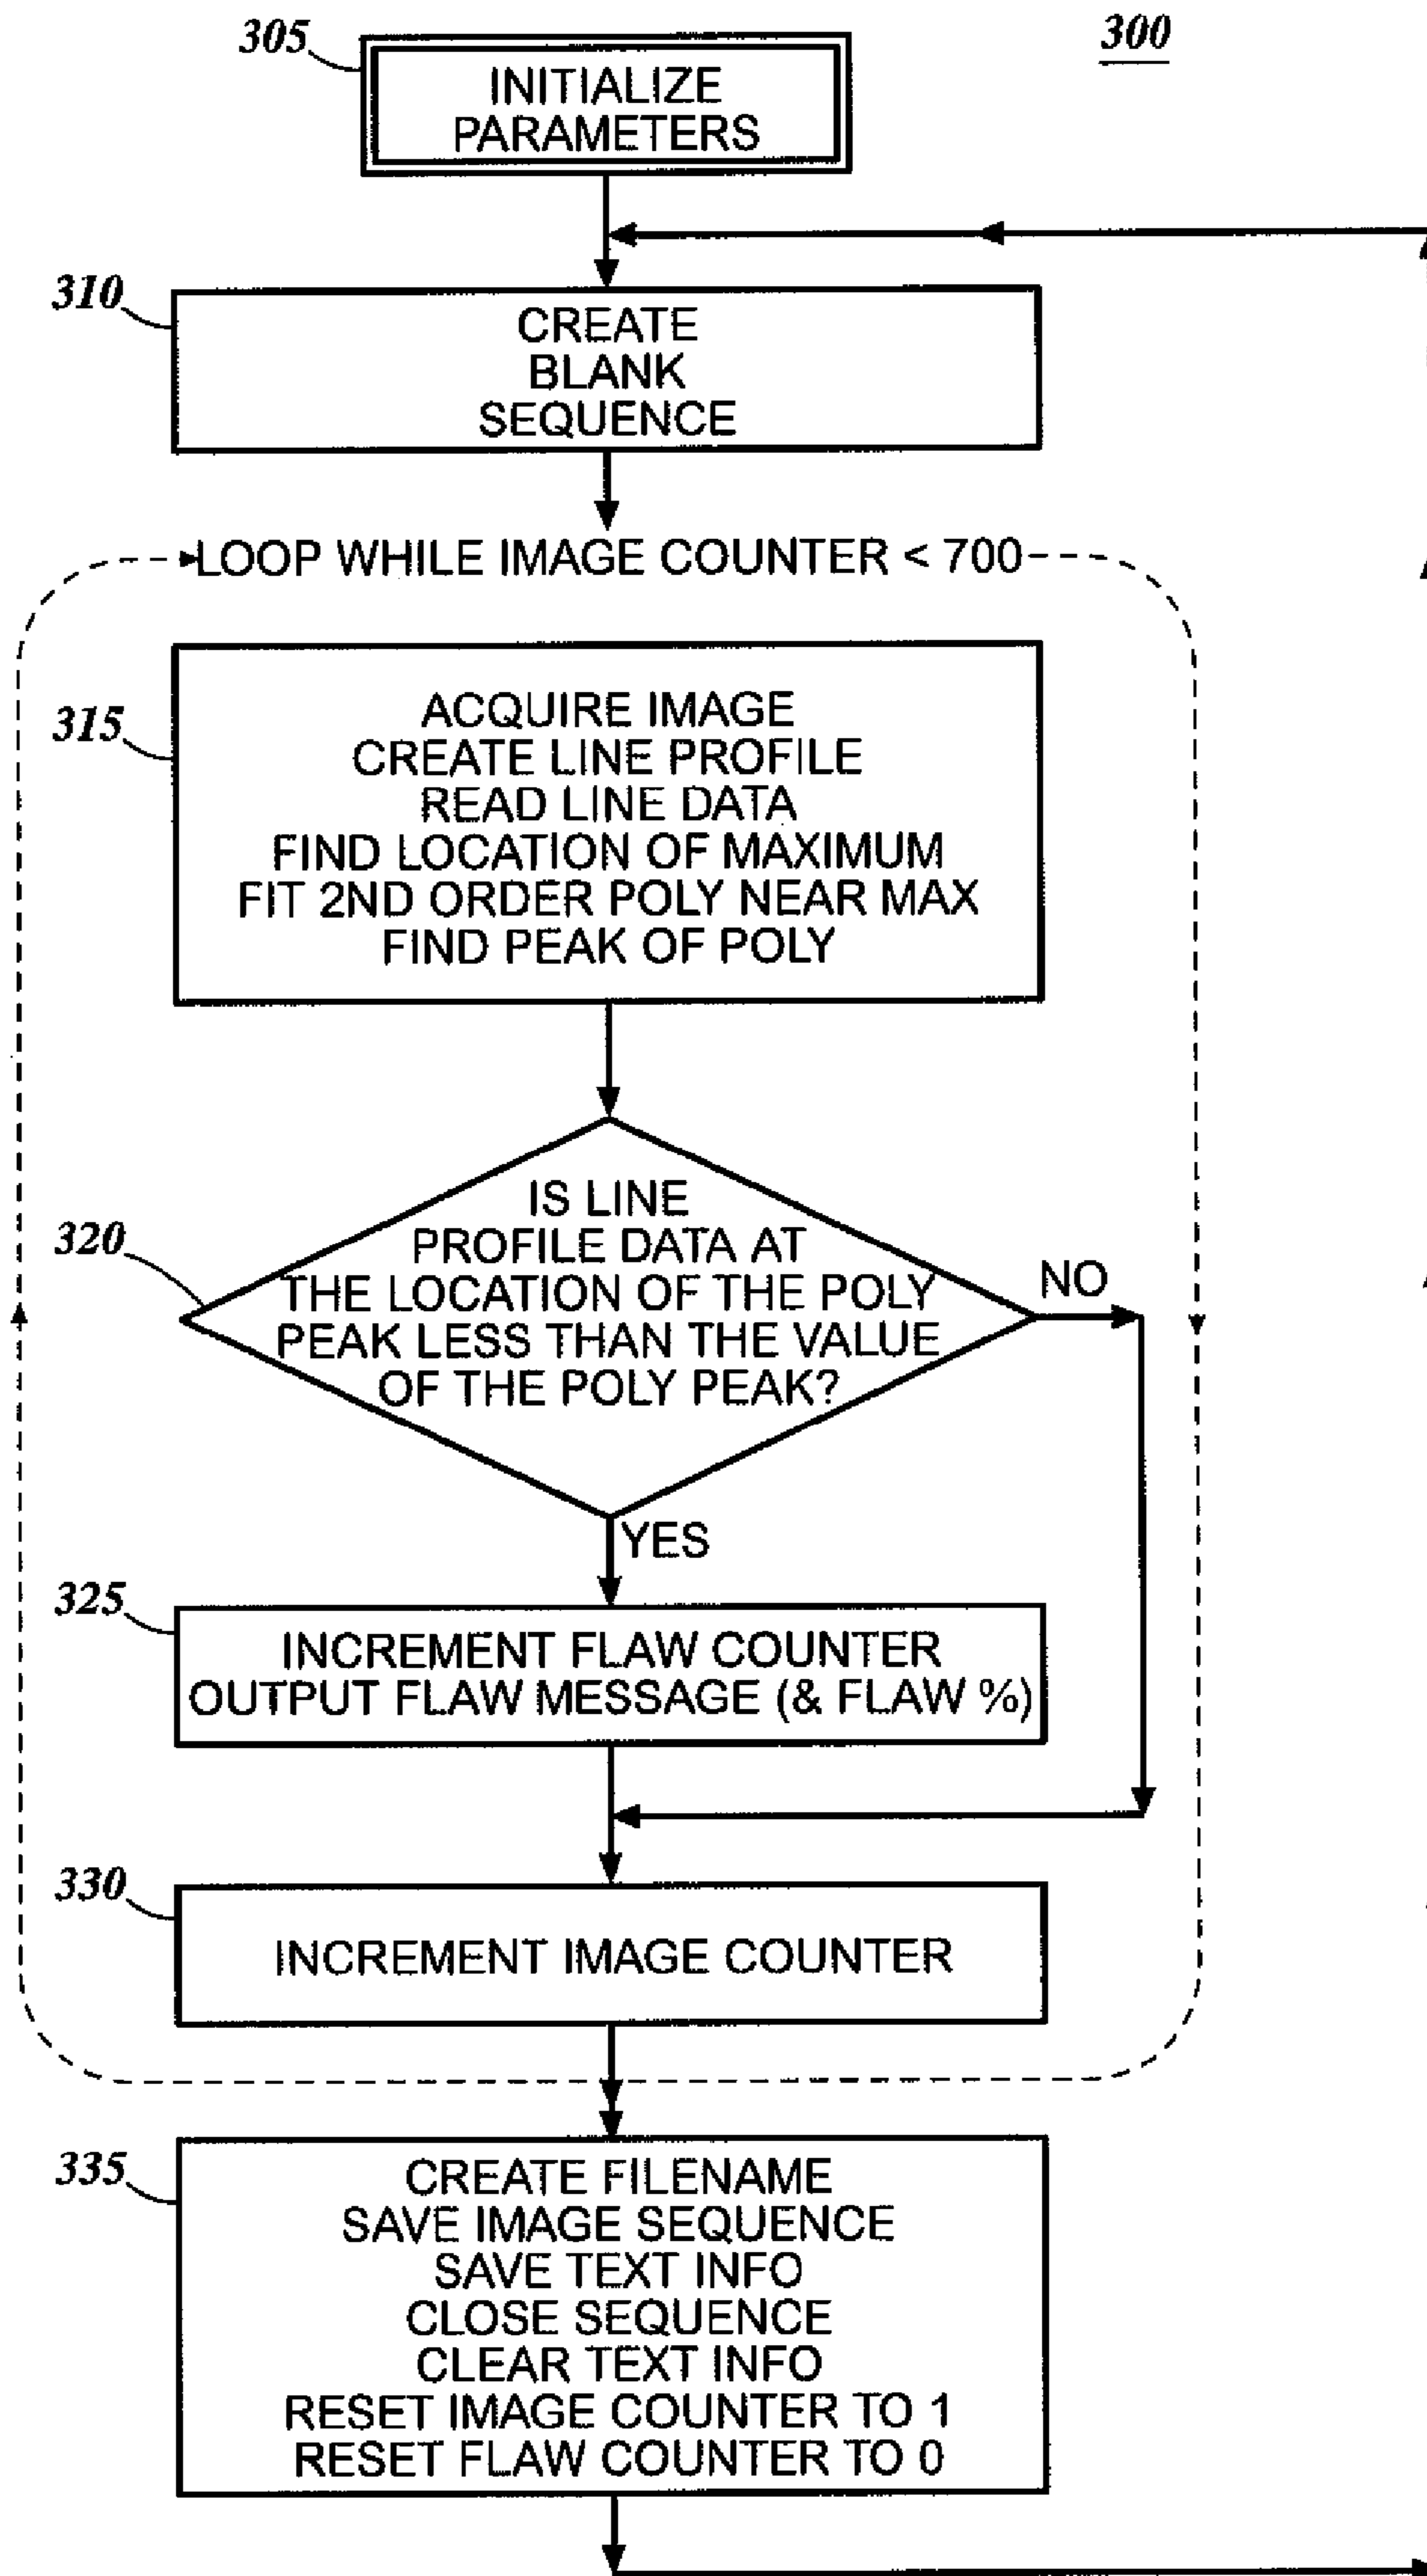 305
300
INITIALIZE
PARAMETERS
310
CREATE
BLANK
SEQUENCE
LOOP WHILE IMAGE COUNTER < 700
315
ACQUIRE IMAGE
CREATE LINE PROFILE
READ LINE DATA
FIND LOCATION OF MAXIMUM
FIT 2ND ORDER POLY NEAR MAX
FIND PEAK OF POLY
320
IS LINE
PROFILE DATA AT
THE LOCATION OF THE POLY
PEAK LESS THAN THE VALUE
OF THE POLY PEAK?
NO
YES
325
INCREMENT FLAW COUNTER
OUTPUT FLAW MESSAGE (& FLAW %)
330
INCREMENT IMAGE COUNTER
335
CREATE FILENAME
SAVE IMAGE SEQUENCE
SAVE TEXT INFO
CLOSE SEQUENCE
CLEAR TEXT INFO
RESET IMAGE COUNTER TO 1
RESET FLAW COUNTER TO 0